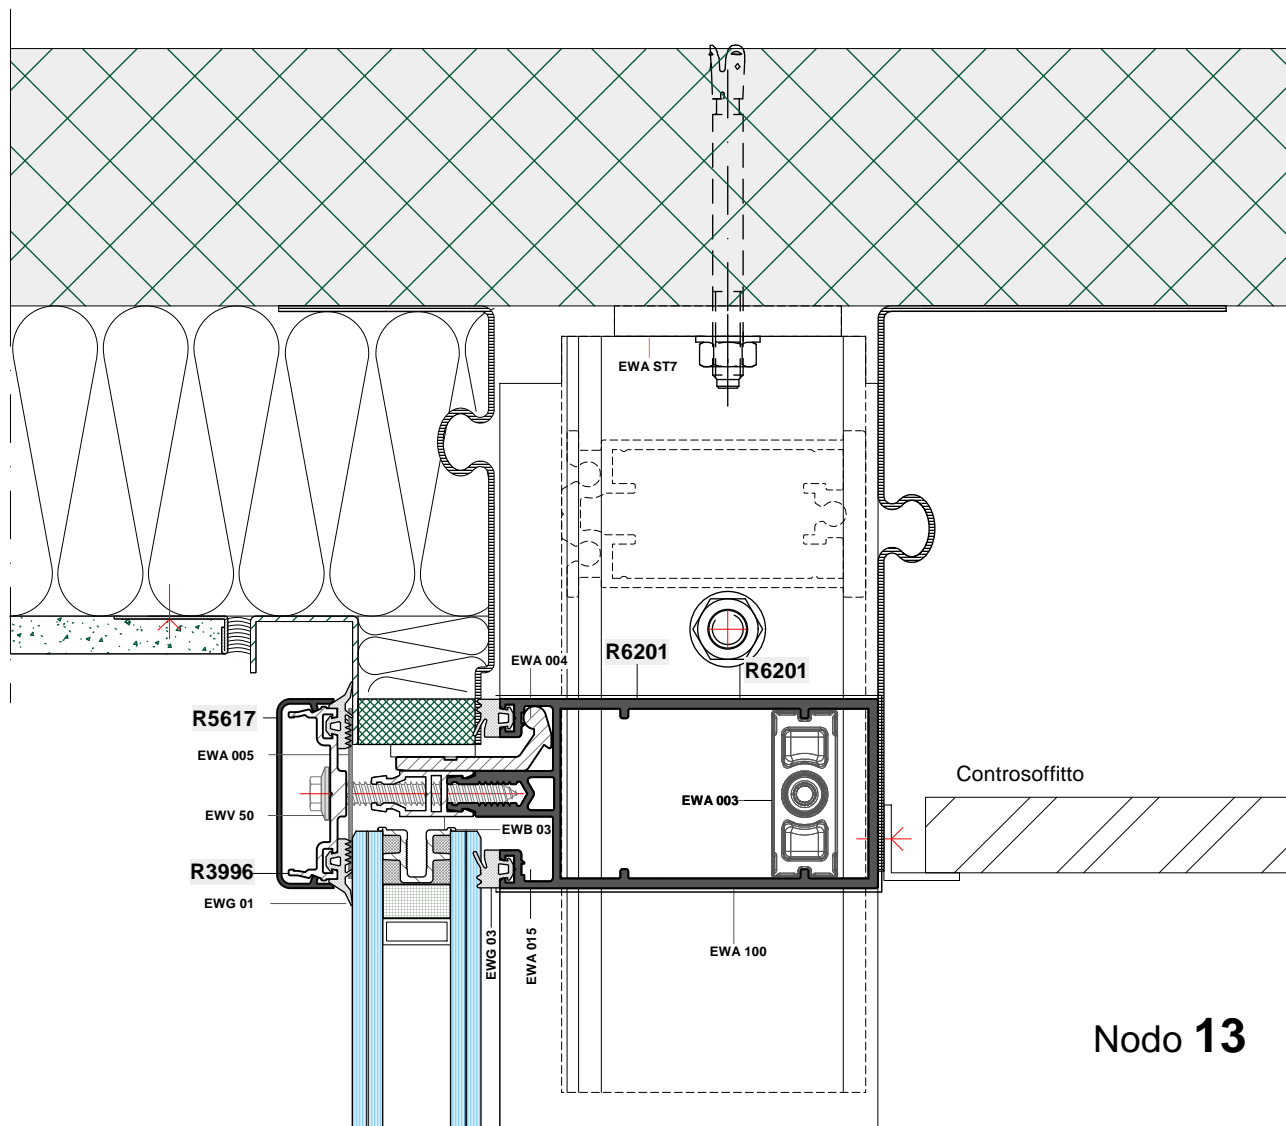 EWA ST7
EWA 004
R6201
R6201
R5617
EWA 005
Controsoffitto
EWA 003
EWV 50
EWB 03
R3996
EWG 01
EWG 03
EWA 015
EWA 100
Nodo 13